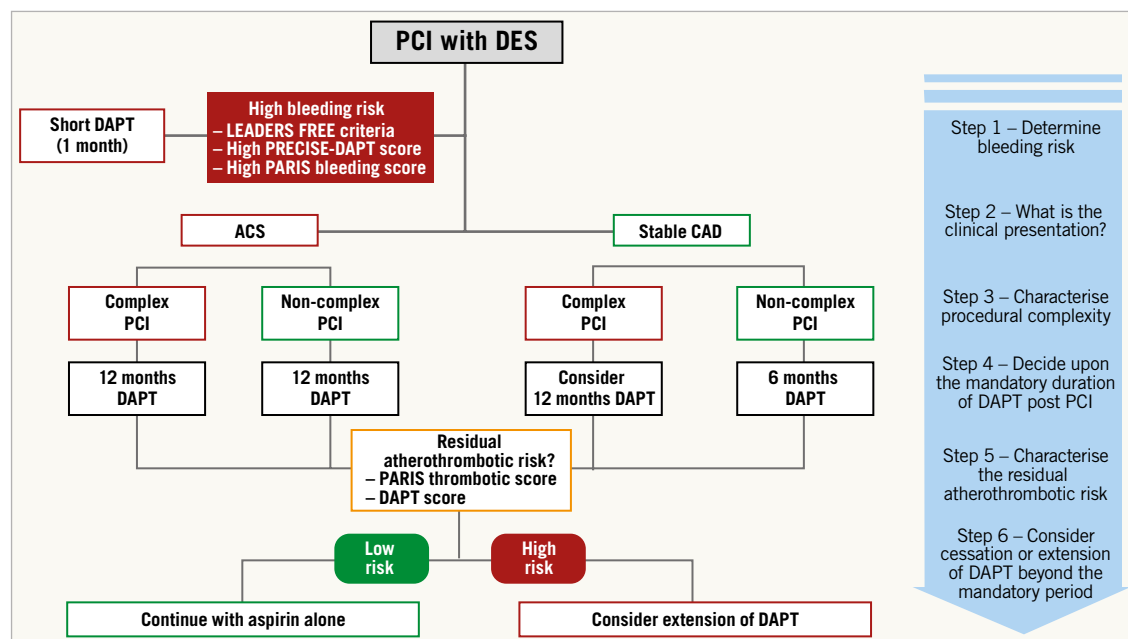 PCI with DES
High bleeding risk
– LEADERS FREE criteria
– High PRECISE-DAPT score
– High PARIS bleeding score
Short DAPT
(1 month)
ACS
Stable CAD
Complex
PCI
Non-complex
PCI
Complex
PCI
Non-complex
PCI
12 months
DAPT
12 months
DAPT
Consider
12 months DAPT
6 months
DAPT
Residual
atherothrombotic risk?
– PARIS thrombotic score
– DAPT score
Low
risk
High
risk
Continue with aspirin alone
Consider extension of DAPT
Step 1 – Determine
bleeding risk
Step 2 – What is the
clinical presentation?
Step 3 – Characterise
procedural complexity
Step 4 – Decide upon
the mandatory duration
of DAPT post PCI
Step 5 – Characterise
the residual
atherothrombotic risk
Step 6 – Consider
cessation or extension
of DAPT beyond the
mandatory period